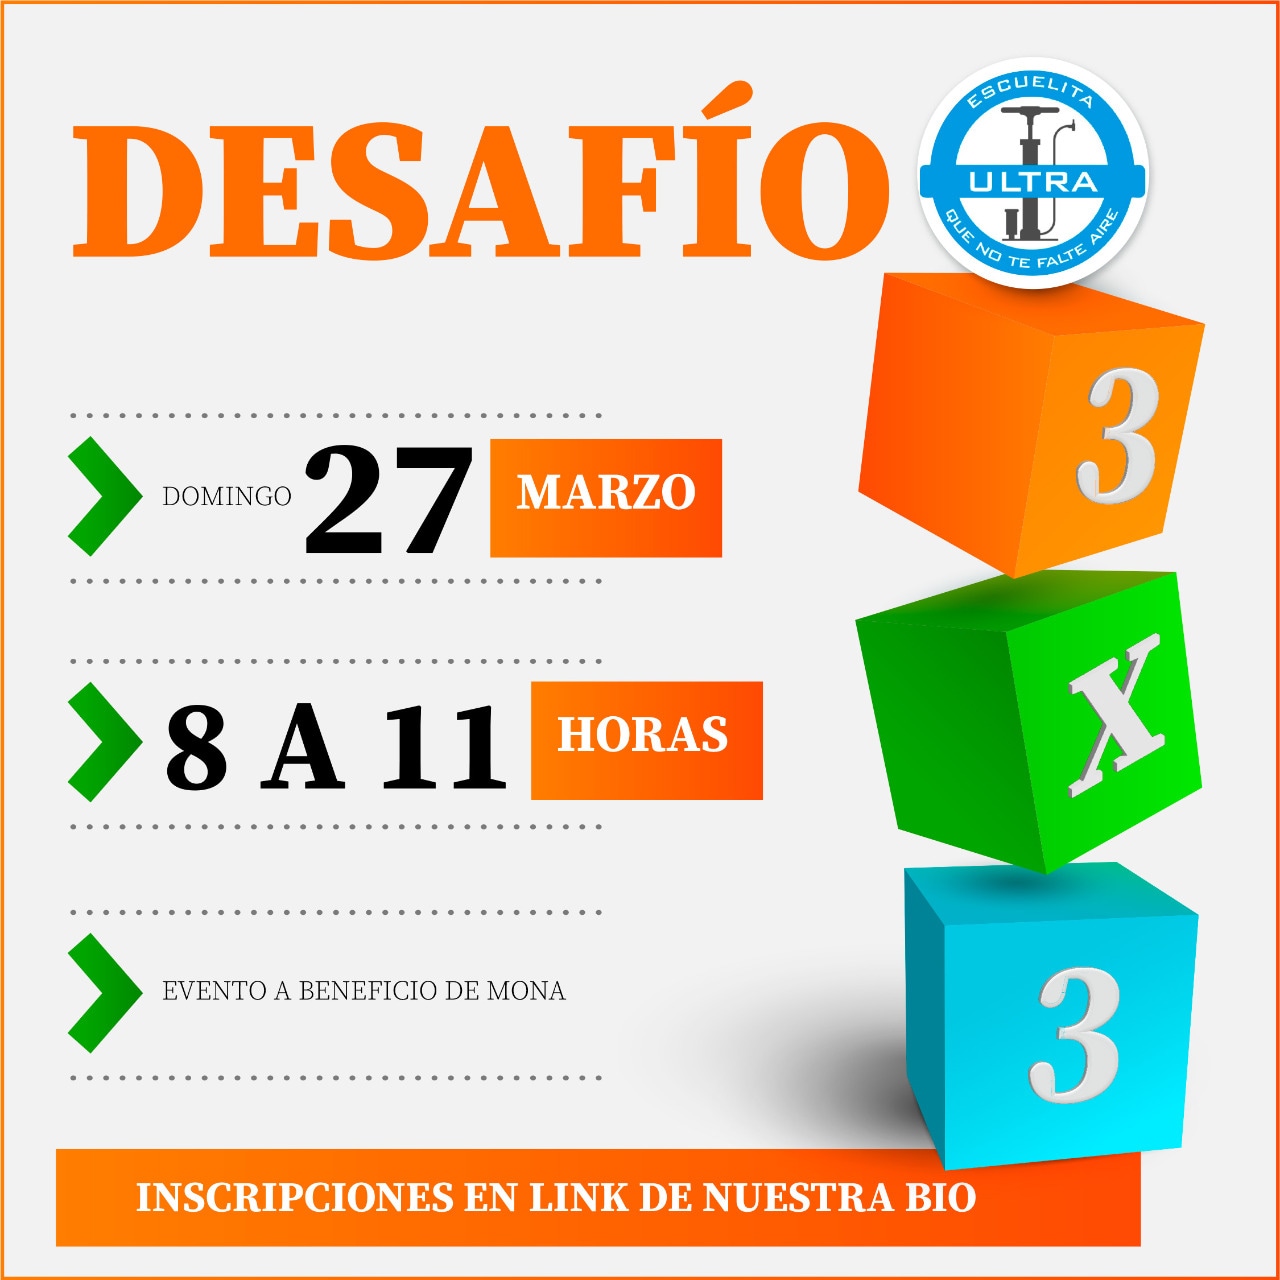 DESAFÍO
ESCUELITA
ULTRA
QUE NO TE FALTE AIRE
3
X
3
DOMINGO 27 MARZO
8 A 11 HORAS
EVENTO A BENEFICIO DE MONA
INSCRIPCIONES EN LINK DE NUESTRA BIO